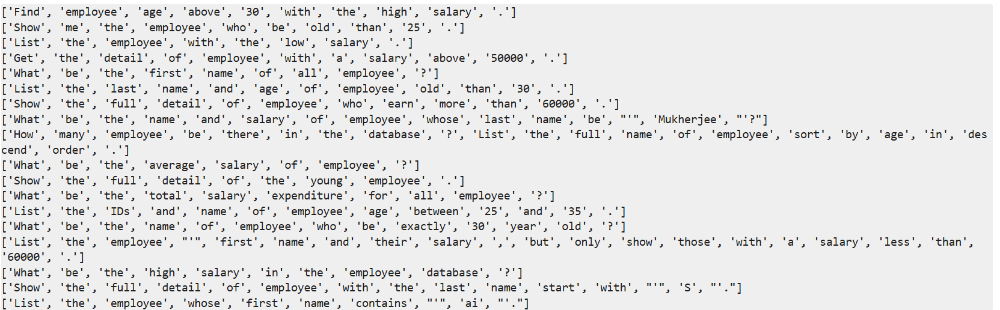 ['Find', 'employee', 'age', 'above', '30', 'with', 'the', 'high', 'salary', '.']
['Show', 'me', 'the', 'employee', 'who', 'be', 'old', 'than', '25', '.']
['List', 'the', 'employee', 'with', 'the', 'low', 'salary', '.']
['Get', 'the', 'detail', 'of', 'employee', 'with', 'a', 'salary', 'above', '50000', '.']
['What', 'be', 'the', 'first', 'name', 'of', 'all', 'employee', '?']
['List', 'the', 'last', 'name', 'and', 'age', 'of', 'employee', 'old', 'than', '30', '.']
['Show', 'the', 'full', 'detail', 'of', 'employee', 'who', 'earn', 'more', 'than', '60000', '.']
['What', 'be', 'the', 'name', 'and', 'salary', 'of', 'employee', 'whose', 'last', 'name', 'be', "'", 'Mukherjee', "'?"]
['How', 'many', 'employee', 'be', 'there', 'in', 'the', 'database', '?', 'List', 'the', 'full', 'name', 'of', 'employee', 'sort', 'by', 'age', 'in', 'des
cend', 'order', '.']
['What', 'be', 'the', 'average', 'salary', 'of', 'employee', '?']
['Show', 'the', 'full', 'detail', 'of', 'the', 'young', 'employee', '.']
['What', 'be', 'the', 'total', 'salary', 'expenditure', 'for', 'all', 'employee', '?']
['List', 'the', 'IDs', 'and', 'name', 'of', 'employee', 'age', 'between', '25', 'and', '35', '.']
['What', 'be', 'the', 'name', 'of', 'employee', 'who', 'be', 'exactly', '30', 'year', 'old', '?']
['List', 'the', 'employee', "'", 'first', 'name', 'and', 'their', 'salary', ',', 'but', 'only', 'show', 'those', 'with', 'a', 'salary', 'less', 'than',
'60000', '.']
['What', 'be', 'the', 'high', 'salary', 'in', 'the', 'employee', 'database', '?']
['Show', 'the', 'full', 'detail', 'of', 'employee', 'with', 'the', 'last', 'name', 'start', 'with', "'", 'S', "'."]
['List', 'the', 'employee', 'whose', 'first', 'name', 'contains', "'", 'ai', "'."]